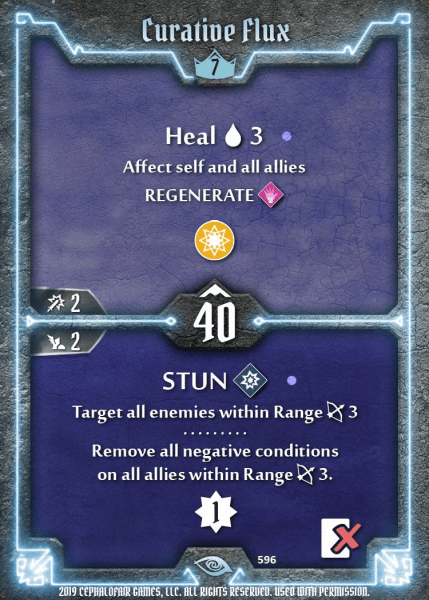 Curative Flux
7
Heal 3
Affect self and all allies
REGENERATE
2
40
2
STUN
Target all enemies within Range 3
Remove all negative conditions
on all allies within Range 3.
1
596
2019 CEPHALOFAIR GAMES, LLC. ALL RIGHTS RESERVED. USED WITH PERMISSION.